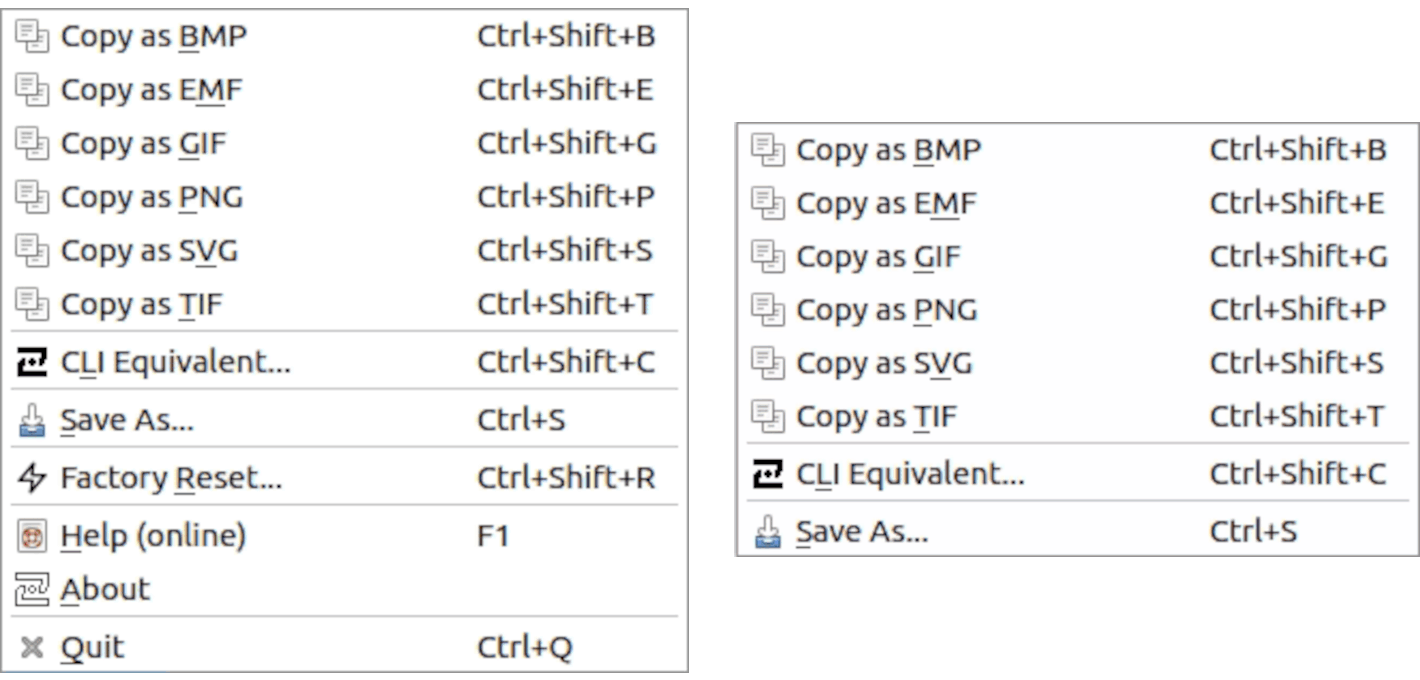 Copy as BMP Ctrl+Shift+B
Copy as EMF Ctrl+Shift+E
Copy as GIF Ctrl+Shift+G
Copy as PNG Ctrl+Shift+P
Copy as SVG Ctrl+Shift+S
Copy as TIF Ctrl+Shift+T
CLI Equivalent... Ctrl+Shift+C
Save As... Ctrl+S
Factory Reset... Ctrl+Shift+R
Help (online) F1
About
Quit Ctrl+Q
Copy as BMP Ctrl+Shift+B
Copy as EMF Ctrl+Shift+E
Copy as GIF Ctrl+Shift+G
Copy as PNG Ctrl+Shift+P
Copy as SVG Ctrl+Shift+S
Copy as TIF Ctrl+Shift+T
CLI Equivalent... Ctrl+Shift+C
Save As... Ctrl+S